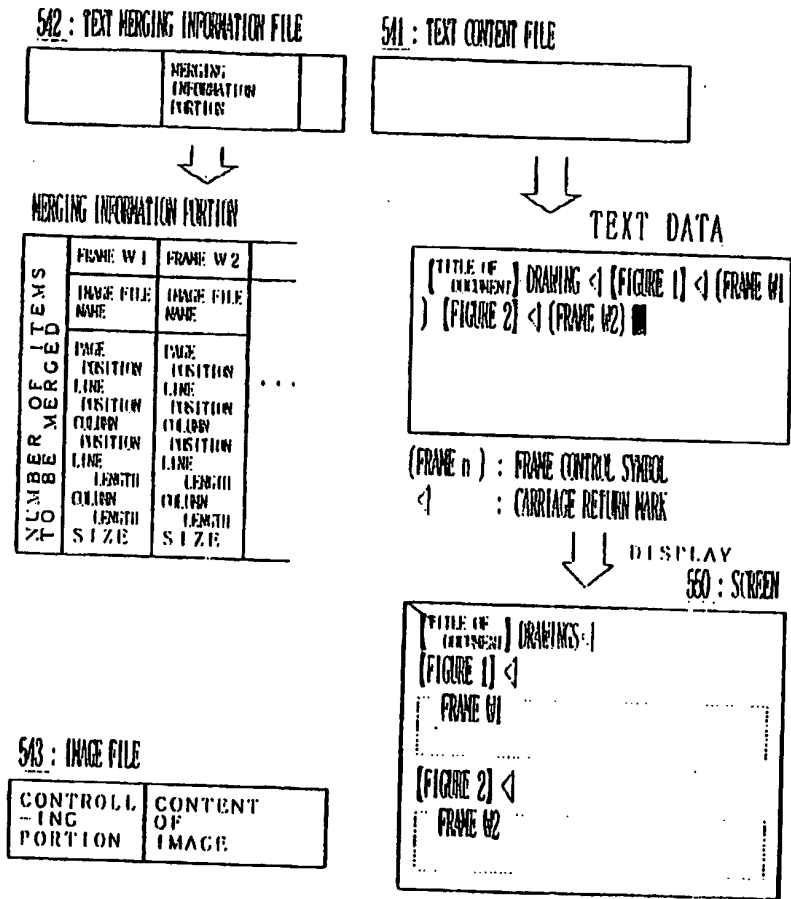 542 : TEXT MERGING INFORMATION FILE
MERGING
INFORMATION
PORTION
MERGING INFORMATION PORTION
NUMBER OF ITEMS
TO BE MERGED
FRAME W1
FRAME W2
IMAGE FILE
NAME
IMAGE FILE
NAME
PAGE
POSITION
LINE
POSITION
COLUMN
POSITION
LINE
LENGTH
COLUMN
LENGTH
SIZE
PAGE
POSITION
LINE
POSITION
COLUMN
POSITION
LINE
LENGTH
COLUMN
LENGTH
SIZE
...
543 : IMAGE FILE
CONTROLL
-ING
PORTION
CONTENT
OF
IMAGE
541 : TEXT CONTENT FILE
TEXT DATA
[TITLE OF
DOCUMENT] DRAWING ◁ [FIGURE 1] ◁ (FRAME W1
) [FIGURE 2] ◁ (FRAME W2) ■
(FRAME n) : FRAME CONTROL SYMBOL
◁ : CARRIAGE RETURN MARK
DISPLAY
550 : SCREEN
[TITLE OF
DOCUMENT] DRAWINGS ◁
[FIGURE 1] ◁
FRAME W1
[FIGURE 2] ◁
FRAME W2